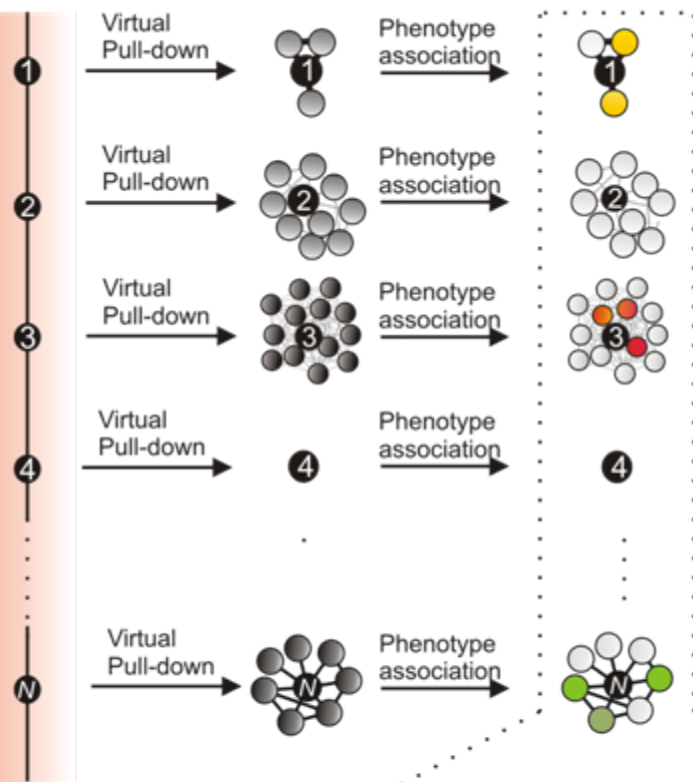 Virtual
Pull-down
Phenotype
association
1
1
1
Virtual
Pull-down
Phenotype
association
2
2
2
Virtual
Pull-down
Phenotype
association
3
3
3
Virtual
Pull-down
Phenotype
association
4
4
4
Virtual
Pull-down
Phenotype
association
N
N
N